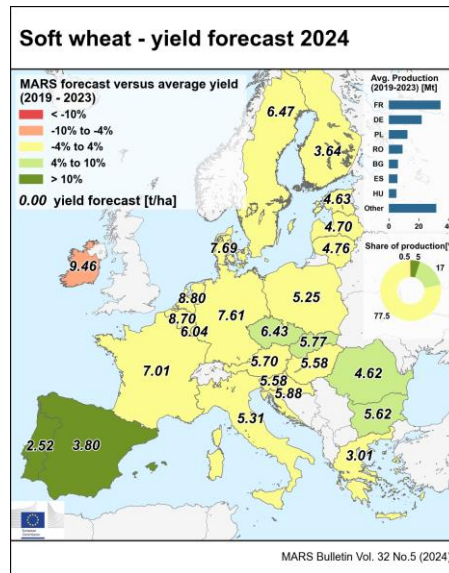 Soft wheat - yield forecast 2024
MARS forecast versus average yield
(2019 - 2023)
< -10%
-10% to -4%
-4% to 4%
4% to 10%
> 10%
0.00 yield forecast [t/ha]
Avg. Production
(2019-2023) [Mt]
FR
DE
PL
RO
BG
ES
HU
Other
0
20
40
Share of production[%]
0.5
5
17
77.5
6.47
3.64
4.63
4.70
4.76
7.69
9.46
8.80
8.70
6.04
7.61
5.25
6.43
5.77
7.01
5.70
5.58
5.58
5.88
4.62
5.31
5.62
2.52
3.80
3.01
MARS Bulletin Vol. 32 No.5 (2024)